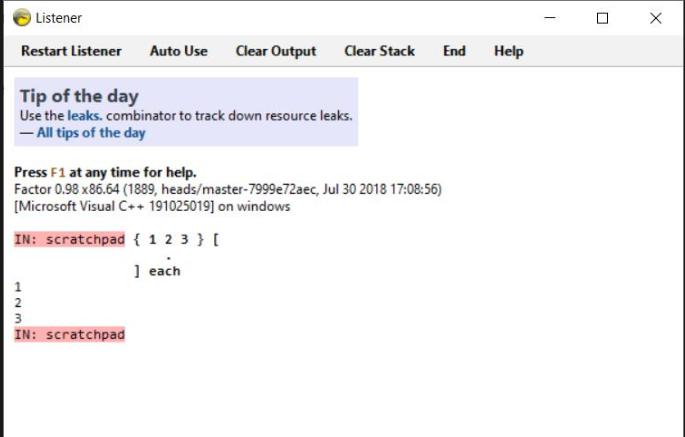 Listener
Restart Listener Auto Use Clear Output Clear Stack End Help
Tip of the day
Use the leaks. combinator to track down resource leaks.
— All tips of the day
Press F1 at any time for help.
Factor 0.98 x86.64 (1889, heads/master-7999e72aec, Jul 30 2018 17:08:56)
[Microsoft Visual C++ 191025019] on windows
IN: scratchpad { 1 2 3 } [
.
] each
1
2
3
IN: scratchpad